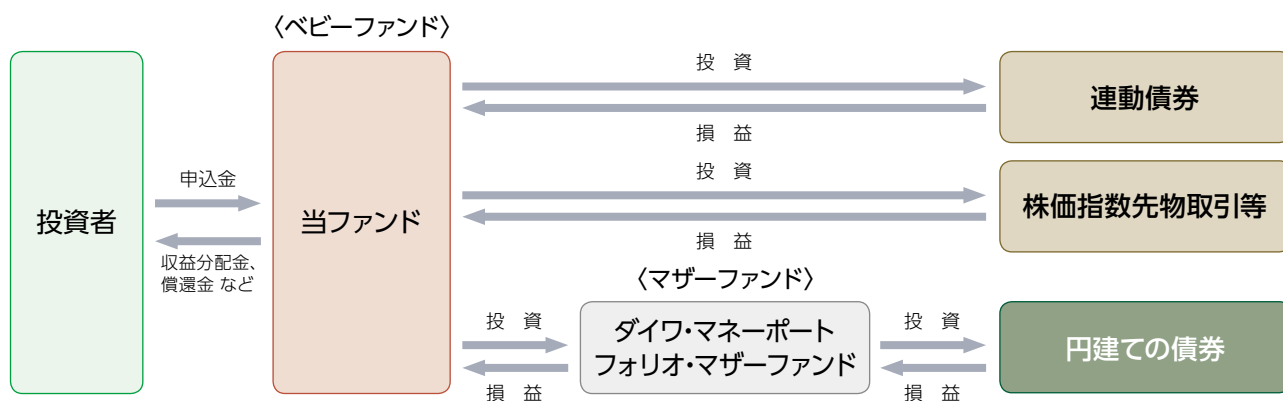 〈ベビーファンド〉
投資者
申込金
収益分配金、
償還金 など
当ファンド
投 資
損 益
連動債券
投 資
損 益
株価指数先物取引等
〈マザーファンド〉
投 資
損 益
ダイワ・マネーポート
フォリオ・マザーファンド
投 資
損 益
円建ての債券